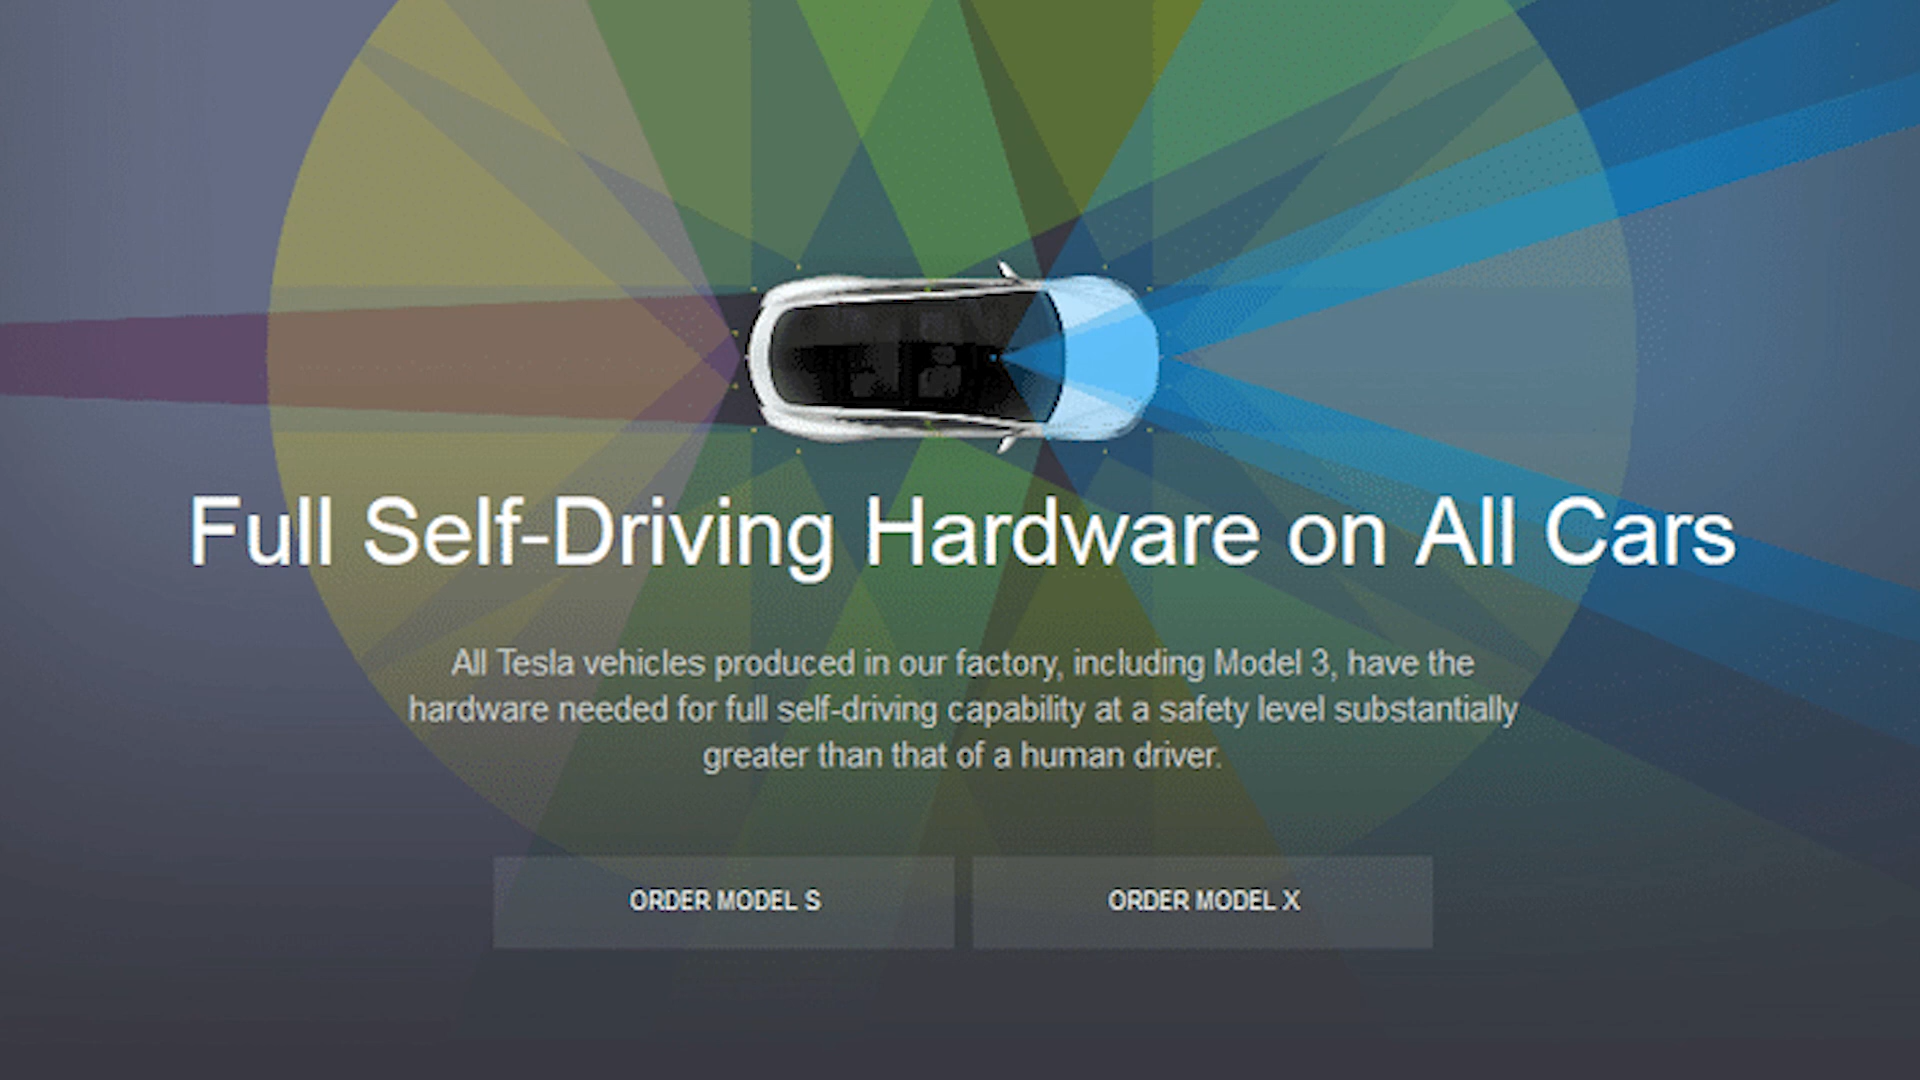 Full Self-Driving Hardware on All Cars
All Tesla vehicles produced in our factory, including Model 3, have the
hardware needed for full self-driving capability at a safety level substantially
greater than that of a human driver.
ORDER MODEL S
ORDER MODEL X